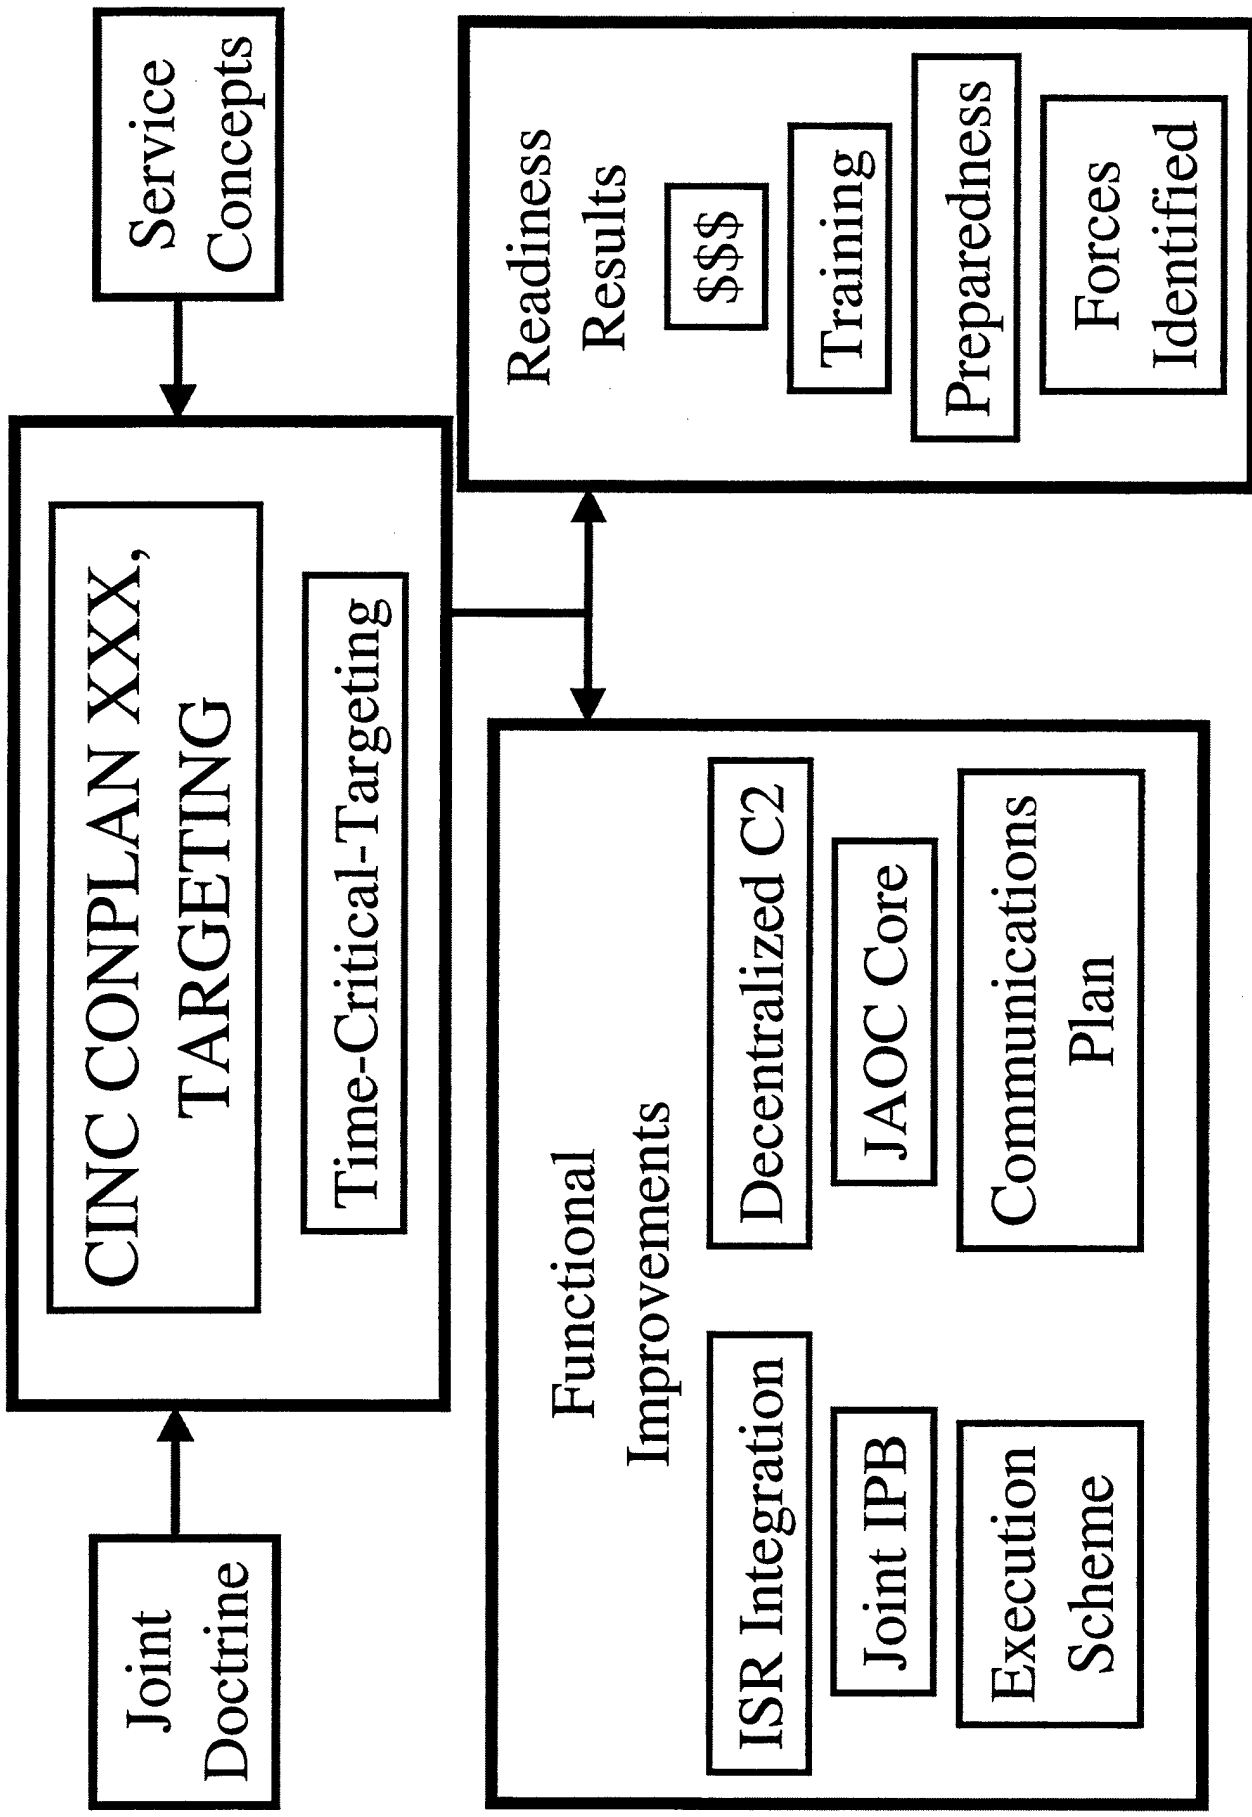 Joint
Doctrine
CINC CONPLAN XXX,
TARGETING
Time-Critical-Targeting
Service
Concepts
Functional
Improvements
ISR Integration
Decentralized C2
Joint IPB
JAOC Core
Execution
Scheme
Communications
Plan
Readiness
Results
$$$
Training
Preparedness
Forces
Identified